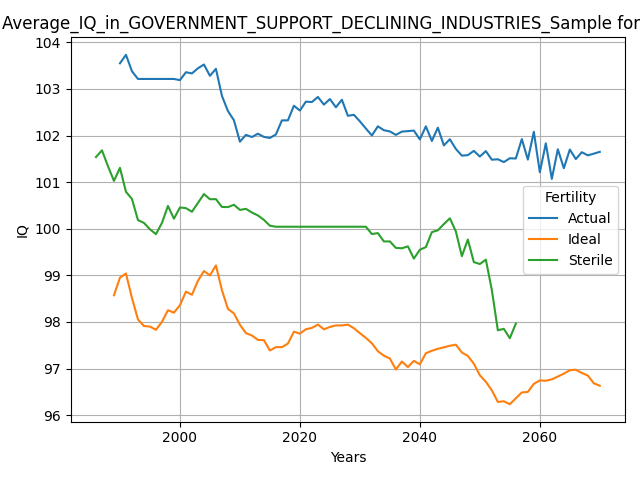 Average_IQ_in_GOVERNMENT_SUPPORT_DECLINING_INDUSTRIES_Sample for
104
103
102
101
100
99
98
97
96
IQ
Fertility
Actual
Ideal
Sterile
2000
2020
2040
2060
Years